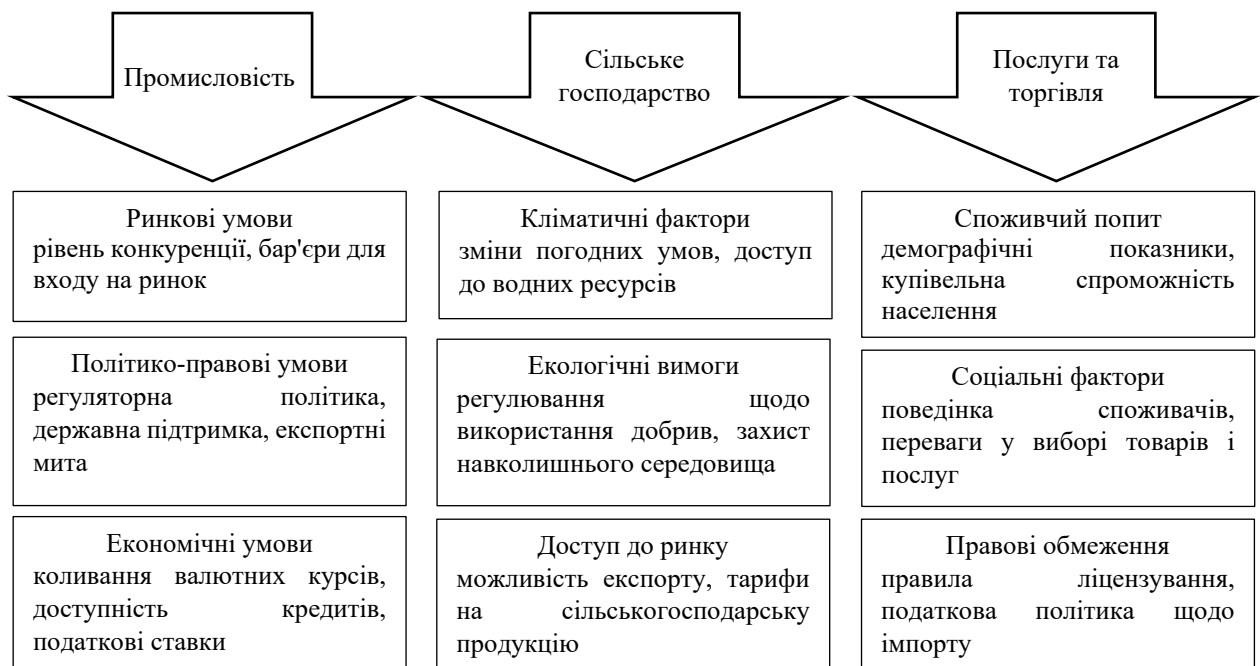 Промисловість
Сільське
господарство
Послуги та
торгівля
Ринкові умови
рівень конкуренції, бар'єри для
входу на ринок
Кліматичні фактори
зміни погодних умов, доступ
до водних ресурсів
Споживчий попит
демографічні показники,
купівельна спроможність
населення
Політико-правові умови
регуляторна політика,
державна підтримка, експортні
мита
Екологічні вимоги
регулювання щодо
використання добрив, захист
навколишнього середовища
Соціальні фактори
поведінка споживачів,
переваги у виборі товарів і
послуг
Економічні умови
коливання валютних курсів,
доступність кредитів,
податкові ставки
Доступ до ринку
можливість експорту, тарифи
на сільськогосподарську
продукцію
Правові обмеження
правила ліцензування,
податкова політика щодо
імпорту